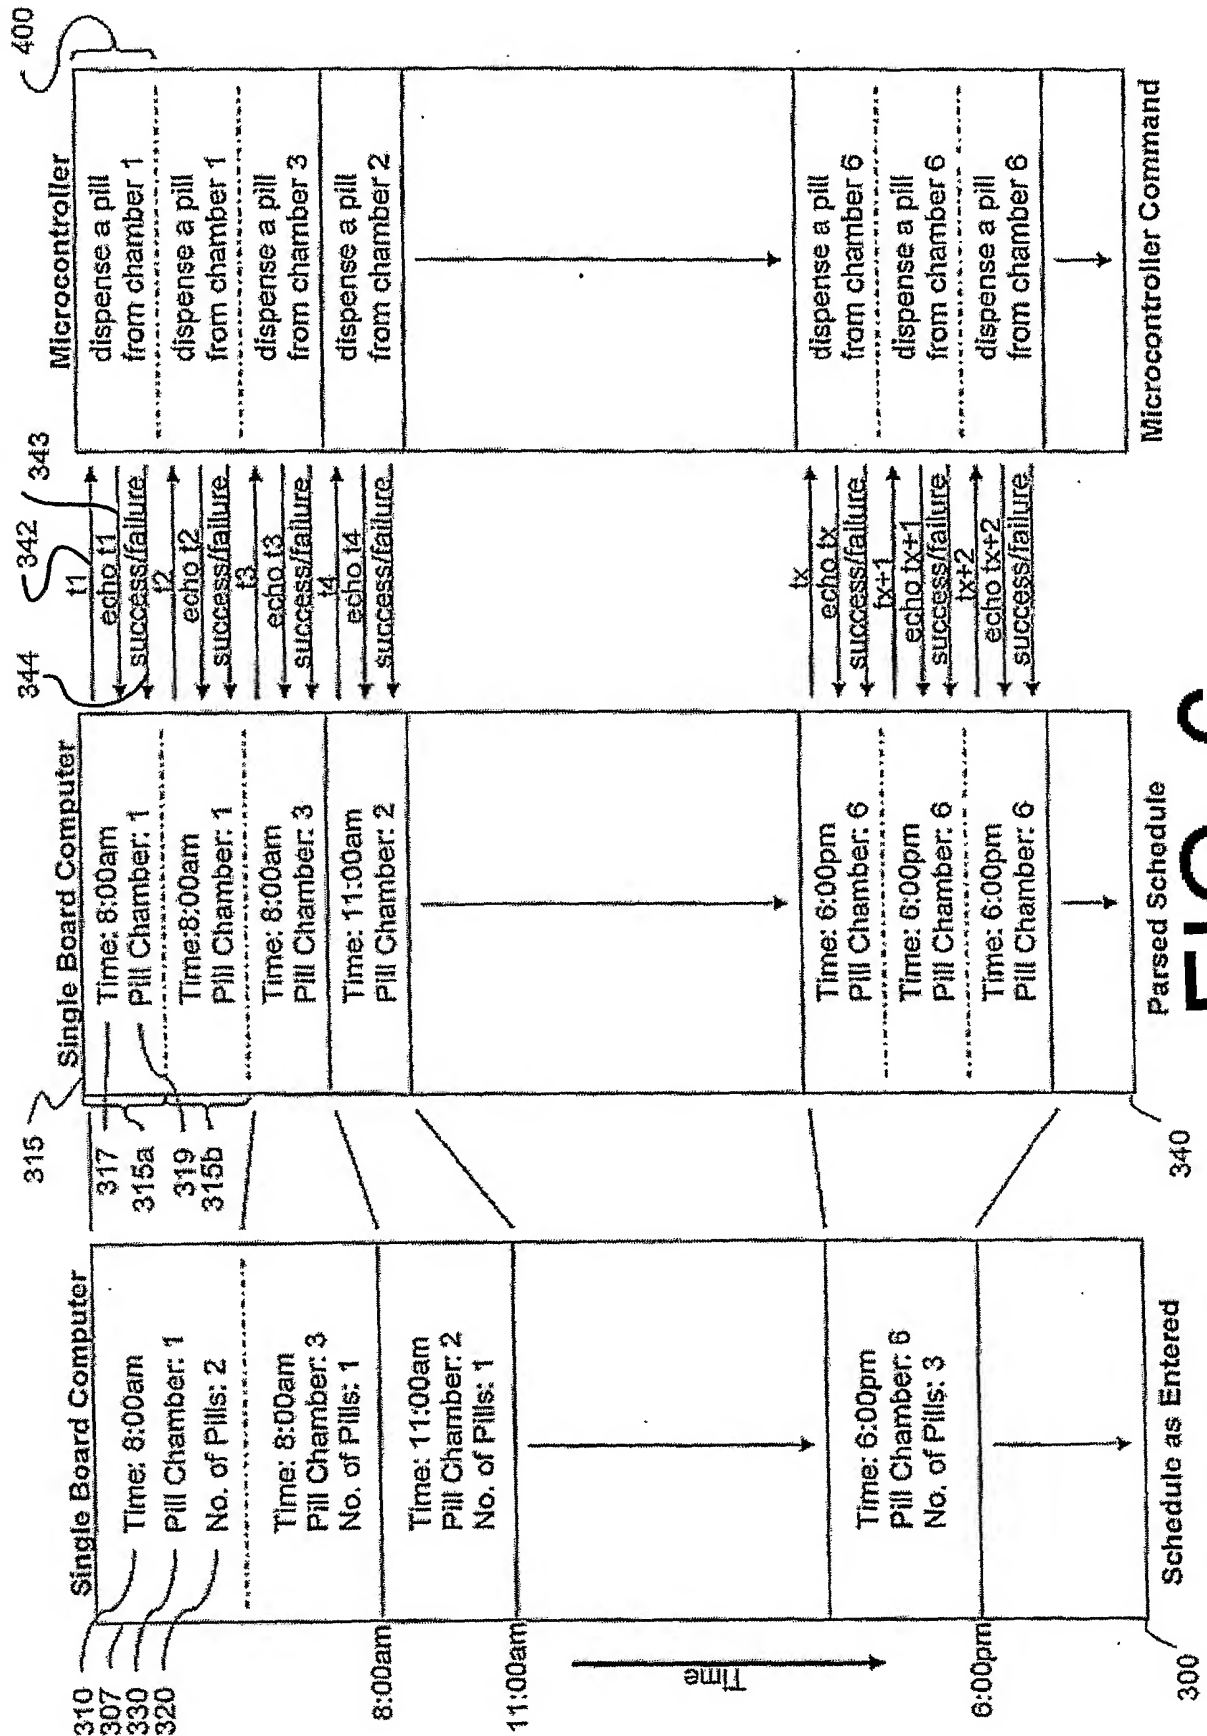 Single Board Computer
310
307
330
320
Time: 8:00am
Pill Chamber: 1
No. of Pills: 2
Time: 8:00am
Pill Chamber: 3
No. of Pills: 1
8:00am
Time: 11:00am
Pill Chamber: 2
No. of Pills: 1
11:00am
Time
Time: 6:00pm
Pill Chamber: 6
No. of Pills: 3
6:00pm
300
Schedule as Entered
315
Single Board Computer
317
315a
319
315b
Time: 8:00am
Pill Chamber: 1
Time:8:00am
Pill Chamber: 1
Time: 8:00am
Pill Chamber: 3
Time: 11:00am
Pill Chamber: 2
Time: 6:00pm
Pill Chamber: 6
Time: 6:00pm
Pill Chamber: 6
Time: 6:00pm
Pill Chamber: 6
340
Parsed Schedule
344
342
343
t1
echo t1
success/failure
t2
echo t2
success/failure
t3
echo t3
success/failure
t4
echo t4
success/failure
tx
echo tx
success/failure
tx+1
echo tx+1
success/failure
tx+2
echo tx+2
success/failure
Microcontroller
400
dispense a pill
from chamber 1
dispense a pill
from chamber 1
dispense a pill
from chamber 3
dispense a pill
from chamber 2
dispense a pill
from chamber 6
dispense a pill
from chamber 6
dispense a pill
from chamber 6
Microcontroller Command